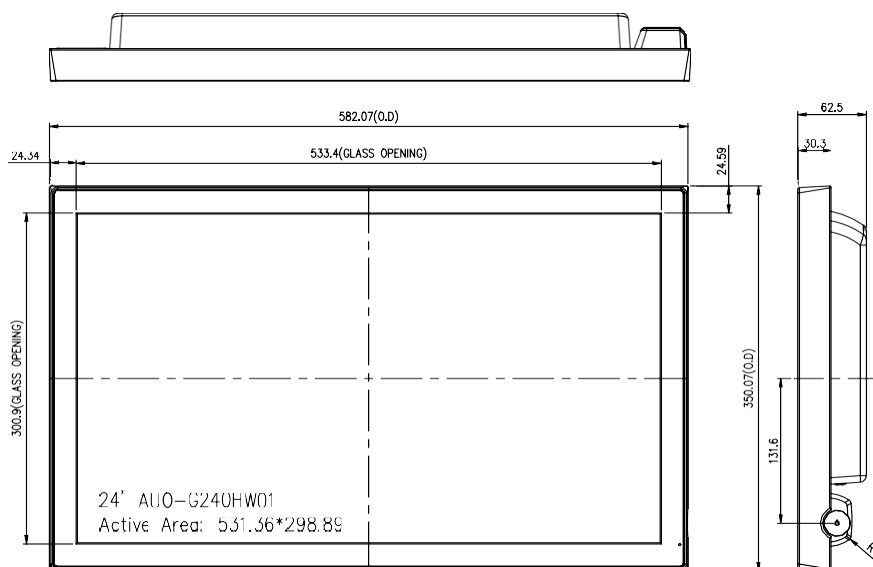 582.07(O.D)
62.5
24.34
533.4(GLASS OPENING)
24.59
30.3
300.9(GLASS OPENING)
350.07(O.D)
131.6
24' AUO-G240HW01
Active Area: 531.36*298.89